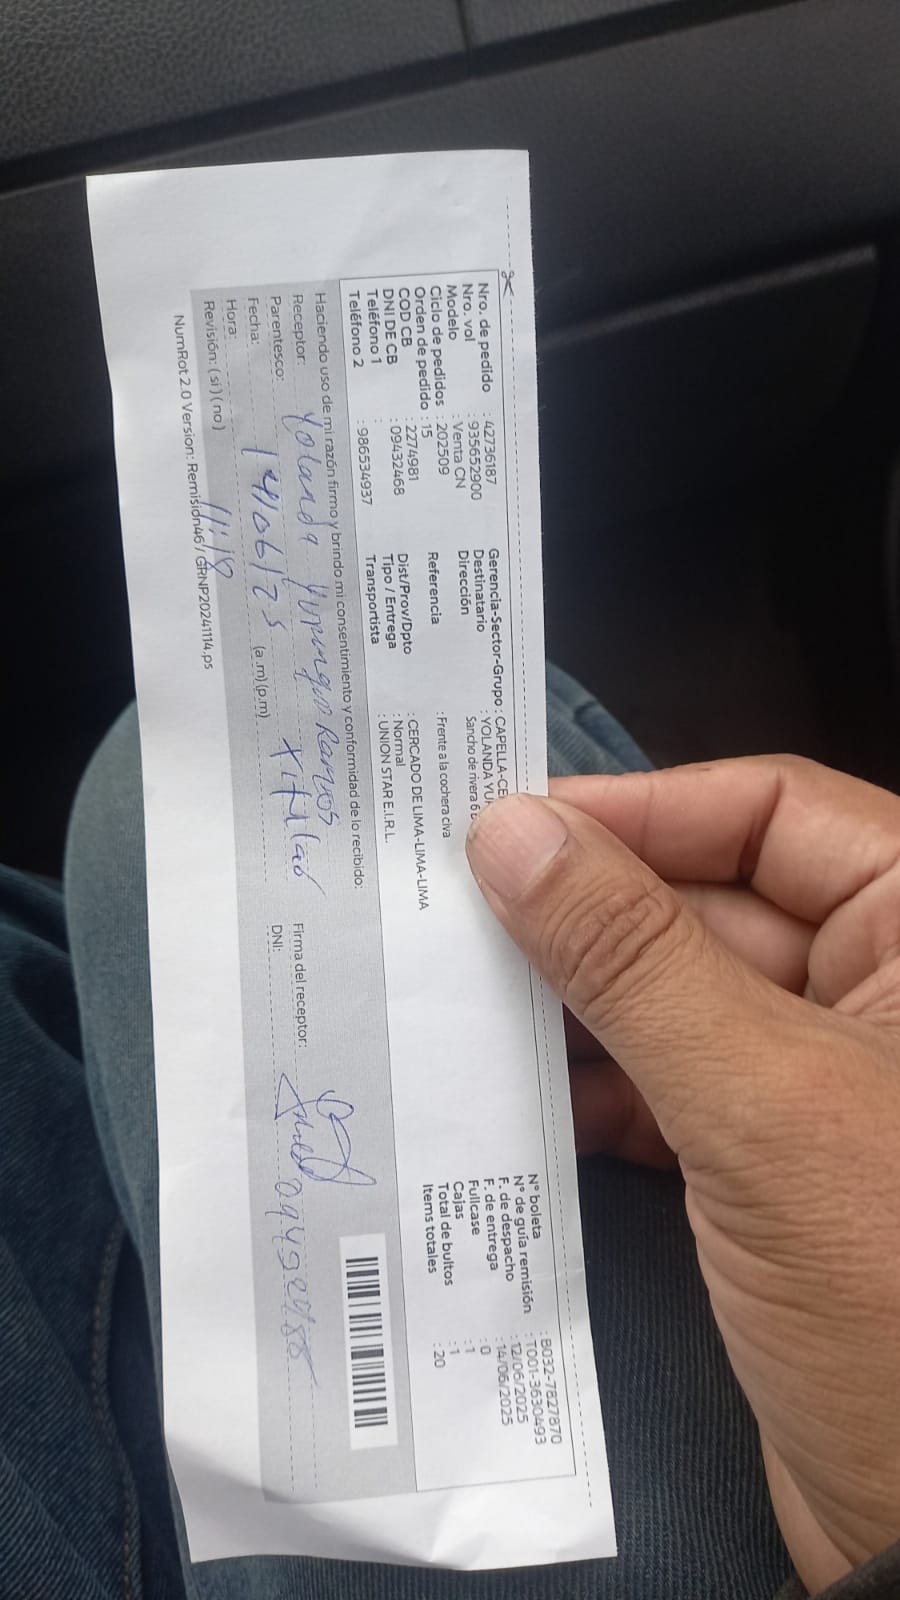 Nro. de pedido : 42736187
Nro. vol : 935652900
Modelo : Venta CN
Ciclo de pedidos : 202509
Orden de pedido : 15
COD CB : 2274981
DNI DE CB : 09432468
Teléfono 1 :
Teléfono 2 : 986534937
Gerencia-Sector-Grupo : CAPELLA-CE
Destinatario : YOLANDA YU
Dirección Sancho de rivera 6
Referencia : Frente a la cochera civa
Dist/Prov/Dpto : CERCADO DE LIMA-LIMA-LIMA
Tipo / Entrega : Normal
Transportista : UNION STAR E.I.R.L.
N° boleta : B032-7827870
N° de guía remisión : T001-3630493
F. de despacho : 12/06/2025
F. de entrega : 14/06/2025
Fullcase : 0
Cajas : 1
Total de bultos : 1
Items totales : 20
Haciendo uso de mi razón firmo y brindo mi consentimiento y conformidad de lo recibido:
Receptor: Yolanda Yupanqui Ramos
Firma del receptor:
Parentesco: Titular
DNI:
Fecha: 14/06/25 (a.m)(p.m)
Hora: 11:18
Revisión: (si) (no)
NumRot 2.0 Version: Remision46 / GRNP20241114.ps